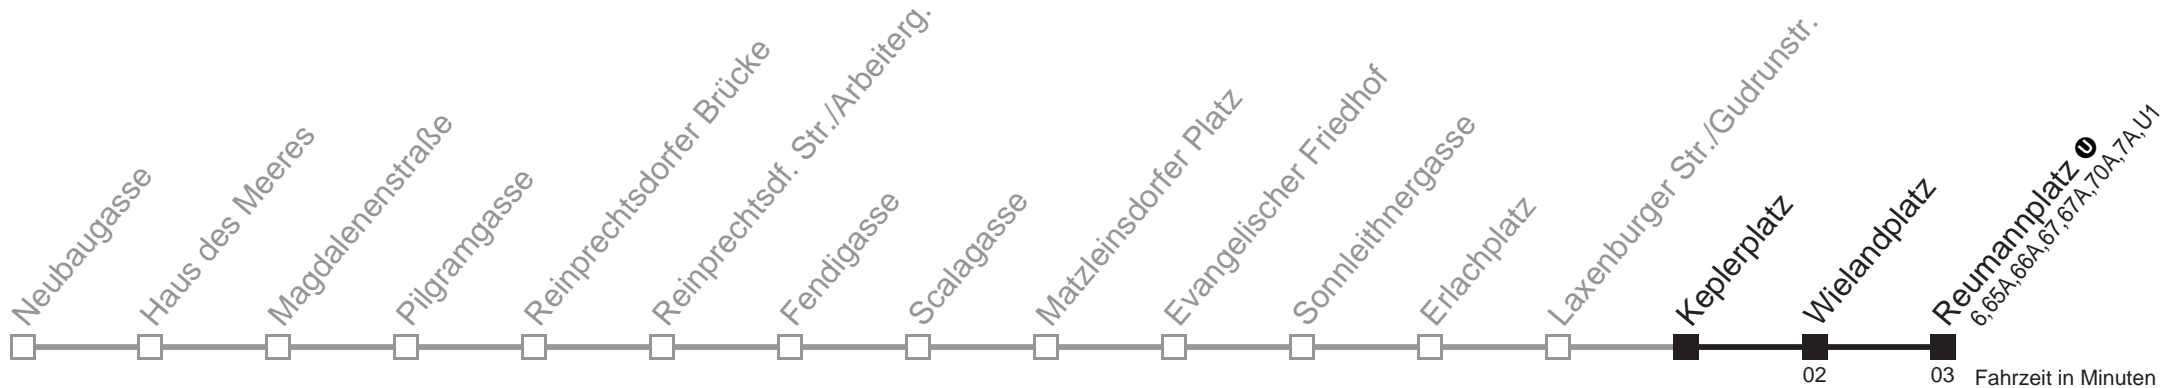 Neubaugasse
Haus des Meeres
Magdalenenstraße
Pilgramgasse
Reinprechtsdorfer Brücke
Reinprechtsdf. Str./Arbeiterg.
Fendigasse
Scalagasse
Matzleinsdorfer Platz
Evangelischer Friedhof
Sonnleithnergasse
Erlachplatz
Laxenburger Str./Gudrunstr.
Keplerplatz
Wielandplatz
Reumannplatz U
6,65A,66A,67,67A,70A,7A,U1
02
03
Fahrzeit in Minuten